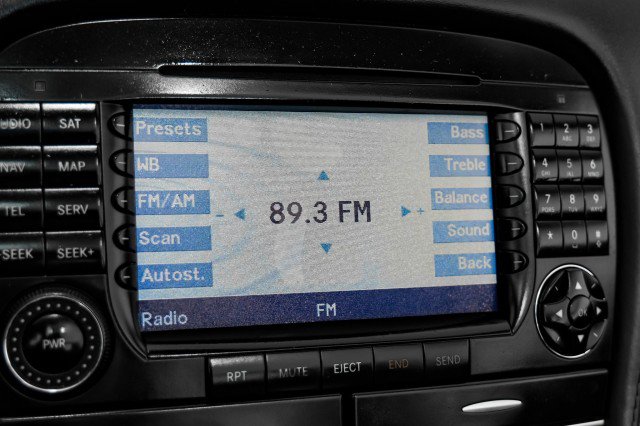 UDIO SAT
NAV MAP
TEL SERV
-SEEK SEEK+
PWR
Presets
WB
FM/AM
Scan
Autost.
- 89.3 FM +
Bass
Treble
Balance
Sound
Back
Radio FM
RPT MUTE EJECT END SEND
1 2 3
4 5 6
7 8 9
* 0 #
OK